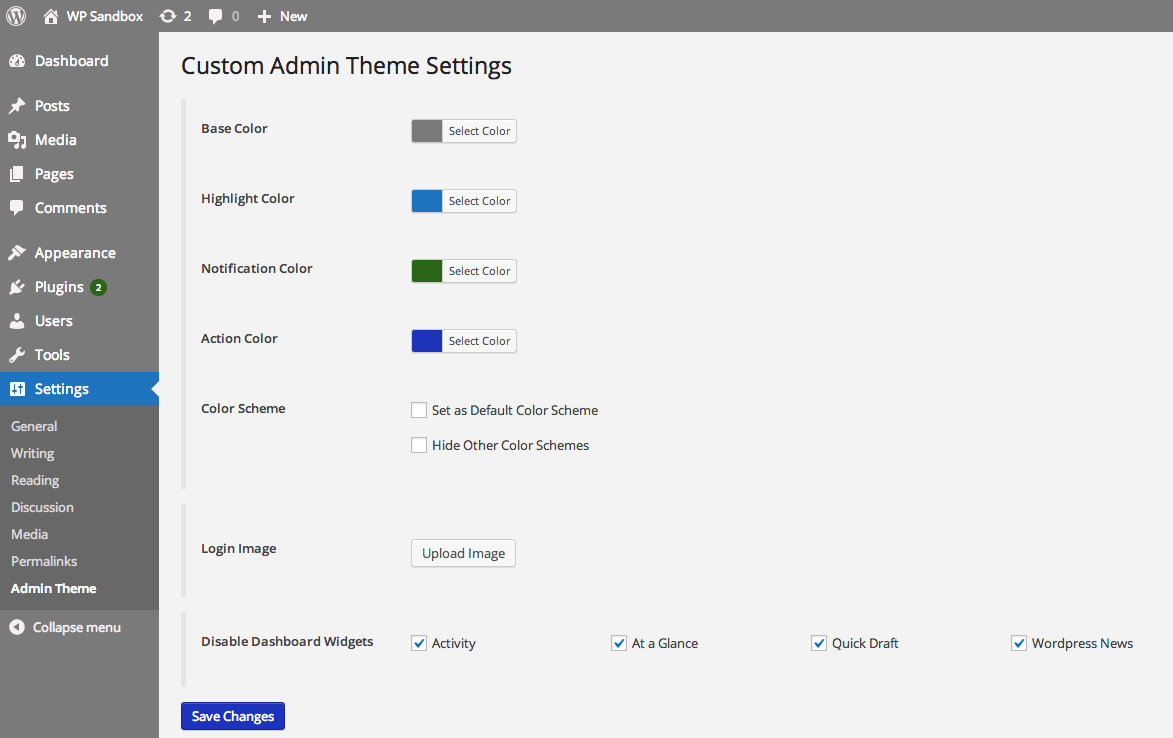 WP Sandbox 2 0 New
Dashboard
Posts
Media
Pages
Comments
Appearance
Plugins 2
Users
Tools
Settings
General
Writing
Reading
Discussion
Media
Permalinks
Admin Theme
Collapse menu
Custom Admin Theme Settings
Base Color Select Color
Highlight Color Select Color
Notification Color Select Color
Action Color Select Color
Color Scheme Set as Default Color Scheme
Hide Other Color Schemes
Login Image Upload Image
Disable Dashboard Widgets Activity At a Glance Quick Draft Wordpress News
Save Changes